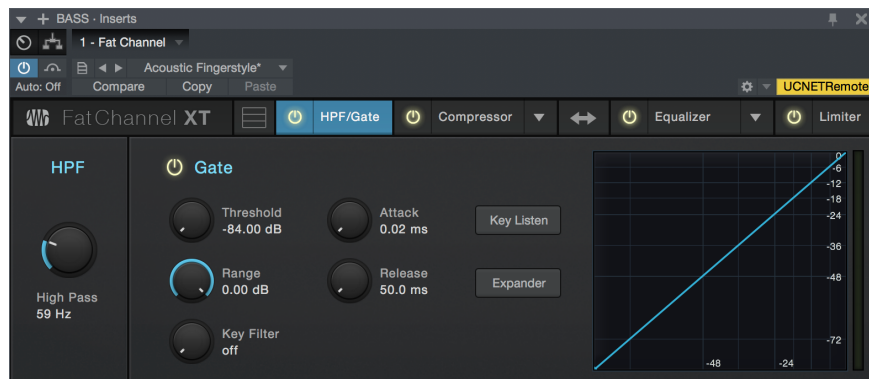 BASS · Inserts
1 - Fat Channel
Acoustic Fingerstyle*
Auto: Off Compare Copy Paste UCNETRemote
FatChannel XT HPF/Gate Compressor Equalizer Limiter
HPF Gate
High Pass
59 Hz
Threshold
-84.00 dB
Attack
0.02 ms
Key Listen
Range
0.00 dB
Release
50.0 ms
Expander
Key Filter
off
0
-6
-12
-18
-24
-36
-48
-72
-48 -24